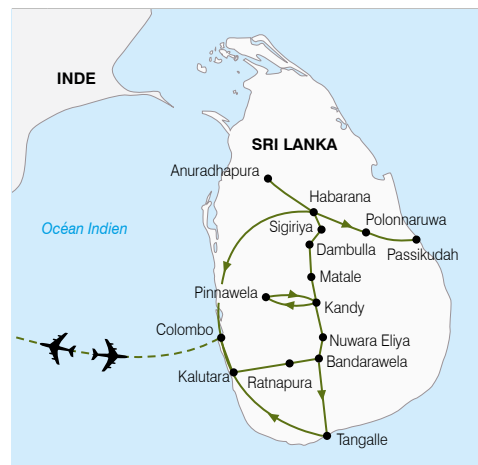 INDE
SRI LANKA
Anuradhapura
Habarana
Polonnaruwa
Sigiriya
Océan Indien
Dambulla
Passikudah
Matale
Pinnawela
Kandy
Colombo
Nuwara Eliya
Bandarawela
Kalutara
Ratnapura
Tangalle